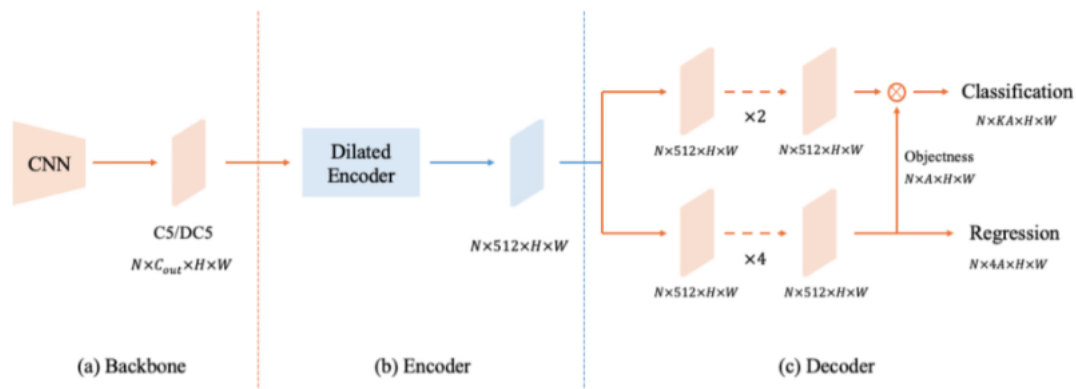 CNN
C5/DC5
N×C_out×H×W
(a) Backbone
Dilated
Encoder
N×512×H×W
(b) Encoder
N×512×H×W
×2
N×512×H×W
⊗
Classification
N×KA×H×W
Objectness
N×A×H×W
N×512×H×W
×4
N×512×H×W
Regression
N×4A×H×W
(c) Decoder